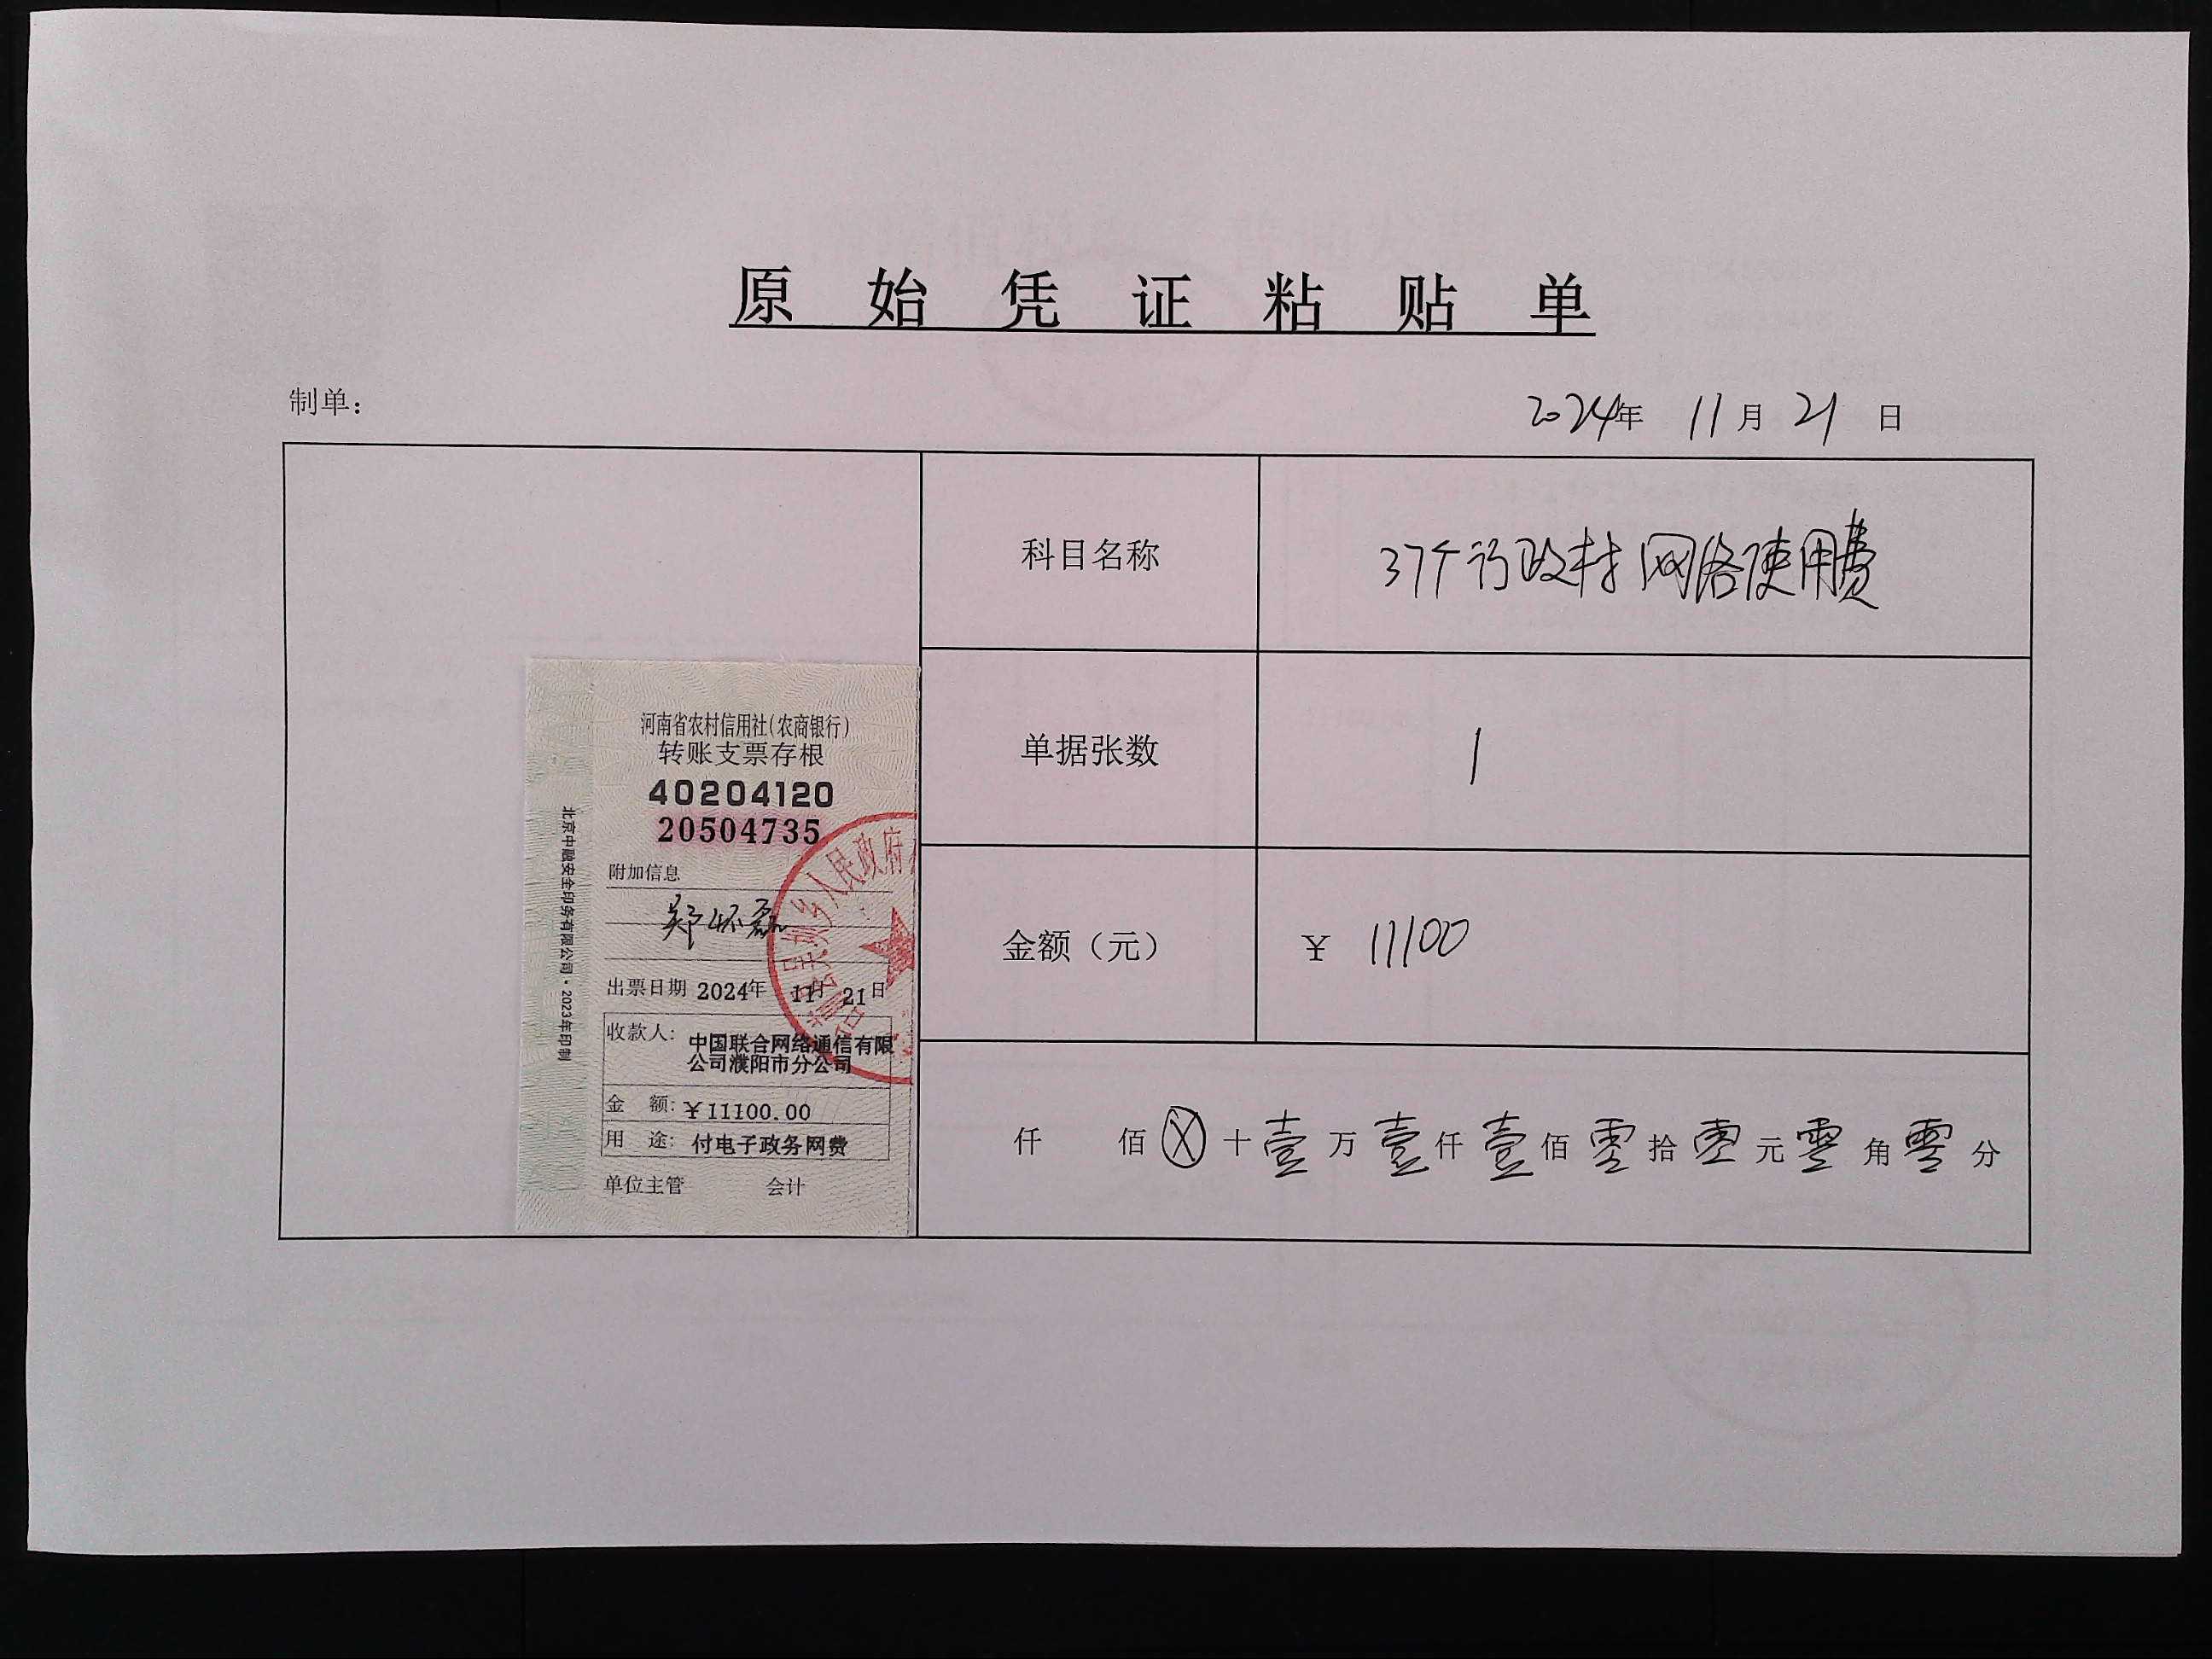 原始凭证粘贴单
制单：
2024年 11月 21 日
科目名称
37个行政村网络使用费
单据张数
1
金额（元）
￥ 11100
仟 佰 ⊗ 十 壹 万 壹 仟 壹 佰 零 拾 零 元 零 角 零 分
河南省农村信用社（农商银行）
转账支票存根
40204120
20504735
附加信息
出票日期 2024年 11月 21日
收款人: 中国联合网络通信有限
公司濮阳市分公司
金 额: ￥11100.00
用 途: 付电子政务网费
单位主管 会计
北京中融安全印务有限公司·2023年印制
乡人民政府